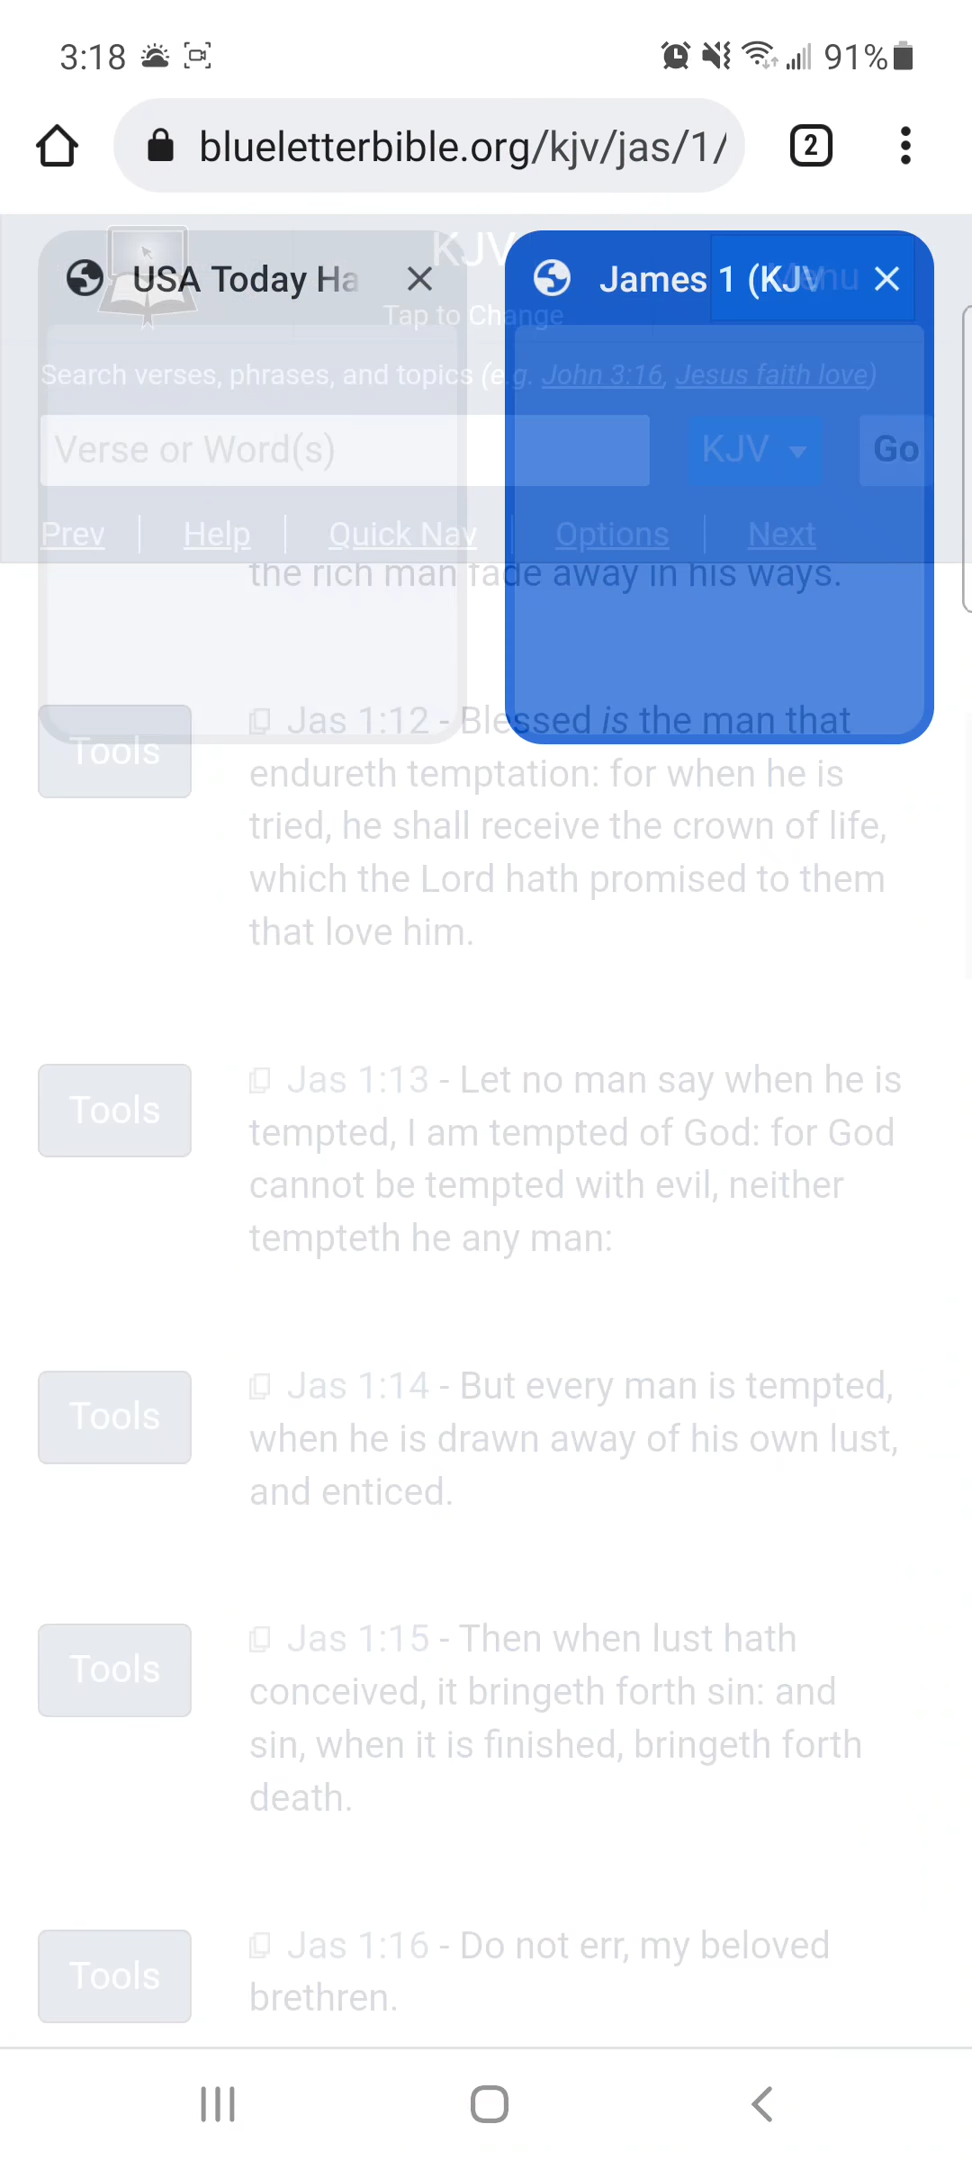 3:18 91%
blueletterbible.org/kjv/jas/1/ 2
KJV
USA Today Ha James 1 (KJV Menu
Tap to Change
Search verses, phrases, and topics (e.g. John 3:16, Jesus faith love)
Verse or Word(s) KJV Go
Prev Help Quick Nav Options Next
the rich man fade away in his ways.
Tools Jas 1:12 - Blessed is the man that
endureth temptation: for when he is
tried, he shall receive the crown of life,
which the Lord hath promised to them
that love him.
Tools Jas 1:13 - Let no man say when he is
tempted, I am tempted of God: for God
cannot be tempted with evil, neither
tempteth he any man:
Tools Jas 1:14 - But every man is tempted,
when he is drawn away of his own lust,
and enticed.
Tools Jas 1:15 - Then when lust hath
conceived, it bringeth forth sin: and
sin, when it is finished, bringeth forth
death.
Tools Jas 1:16 - Do not err, my beloved
brethren.